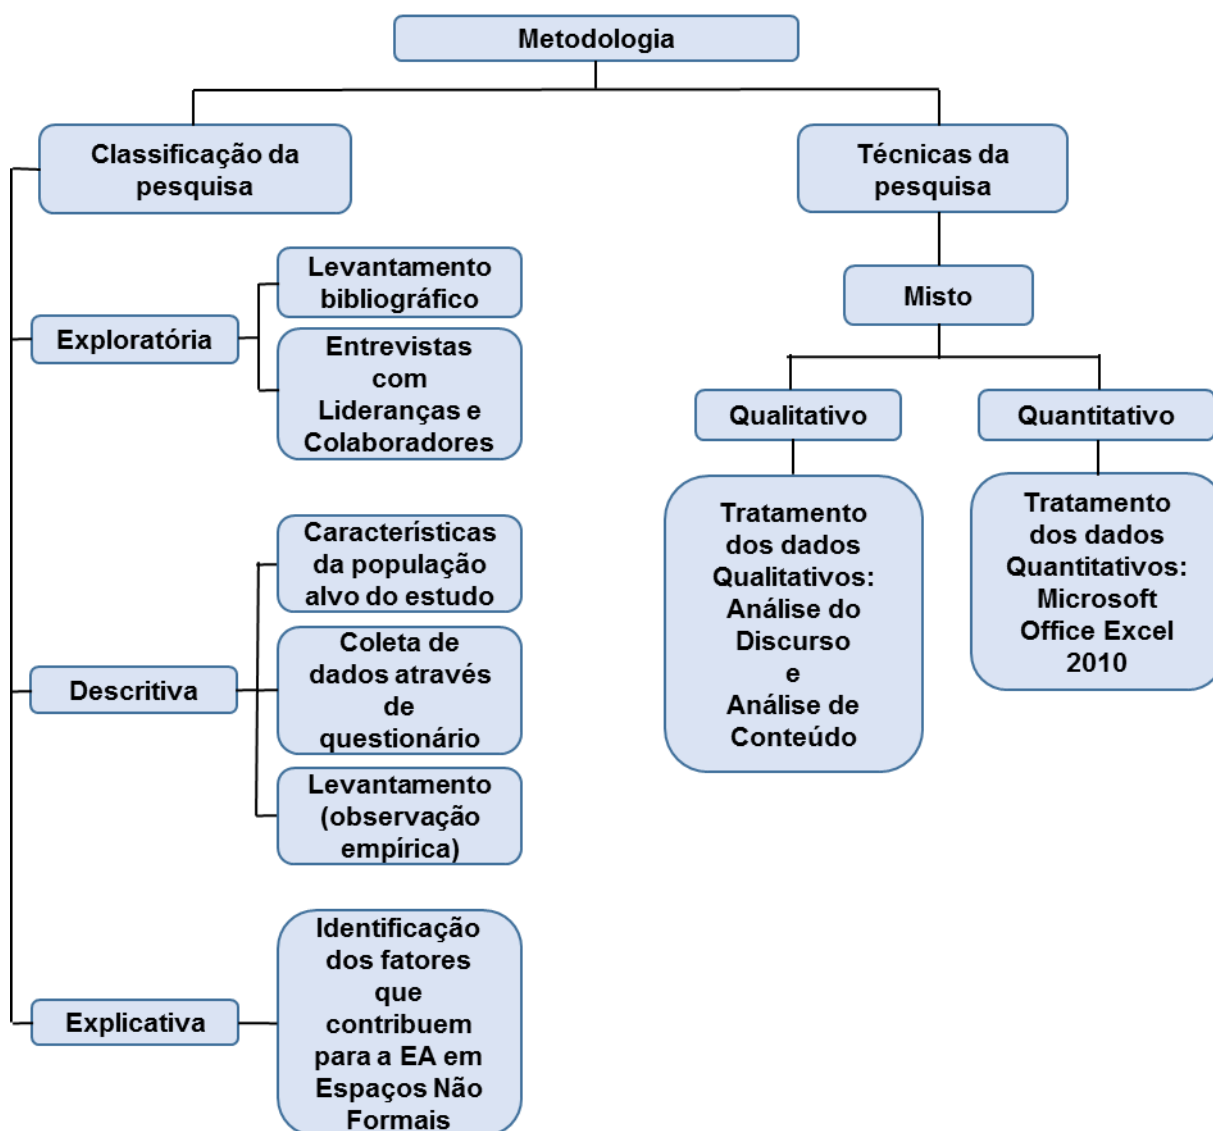 Metodologia
Classificação da
pesquisa
Técnicas da
pesquisa
Exploratória
Levantamento
bibliográfico
Entrevistas
com
Lideranças e
Colaboradores
Descritiva
Características
da população
alvo do estudo
Coleta de
dados através
de
questionário
Levantamento
(observação
empírica)
Explicativa
Identificação
dos fatores
que
contribuem
para a EA em
Espaços Não
Formais
Misto
Qualitativo
Quantitativo
Tratamento
dos dados
Qualitativos:
Análise do
Discurso
e
Análise de
Conteúdo
Tratamento
dos dados
Quantitativos:
Microsoft
Office Excel
2010